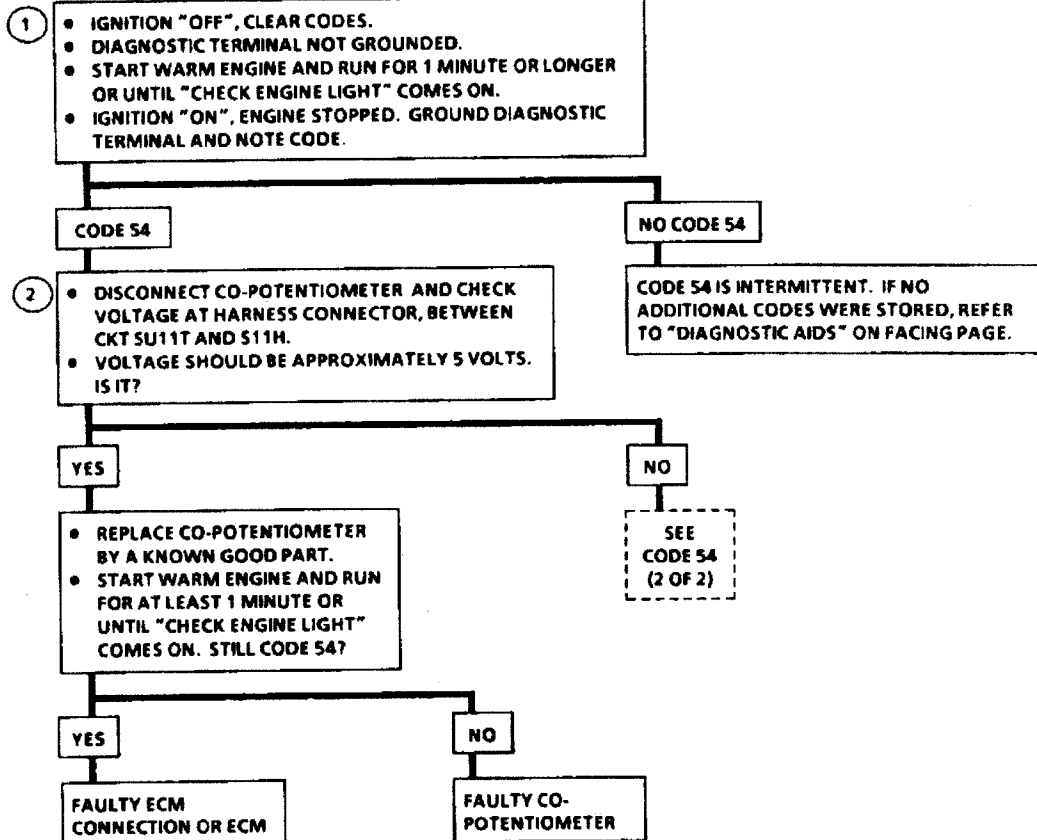 1
• IGNITION "OFF", CLEAR CODES.
• DIAGNOSTIC TERMINAL NOT GROUNDED.
• START WARM ENGINE AND RUN FOR 1 MINUTE OR LONGER
OR UNTIL "CHECK ENGINE LIGHT" COMES ON.
• IGNITION "ON", ENGINE STOPPED. GROUND DIAGNOSTIC
TERMINAL AND NOTE CODE.
CODE 54
NO CODE 54
2
• DISCONNECT CO-POTENTIOMETER AND CHECK
VOLTAGE AT HARNESS CONNECTOR, BETWEEN
CKT SU11T AND S11H.
• VOLTAGE SHOULD BE APPROXIMATELY 5 VOLTS.
IS IT?
CODE 54 IS INTERMITTENT. IF NO
ADDITIONAL CODES WERE STORED, REFER
TO "DIAGNOSTIC AIDS" ON FACING PAGE.
YES
NO
• REPLACE CO-POTENTIOMETER
BY A KNOWN GOOD PART.
• START WARM ENGINE AND RUN
FOR AT LEAST 1 MINUTE OR
UNTIL "CHECK ENGINE LIGHT"
COMES ON. STILL CODE 54?
SEE
CODE 54
(2 OF 2)
YES
NO
FAULTY ECM
CONNECTION OR ECM
FAULTY CO-
POTENTIOMETER